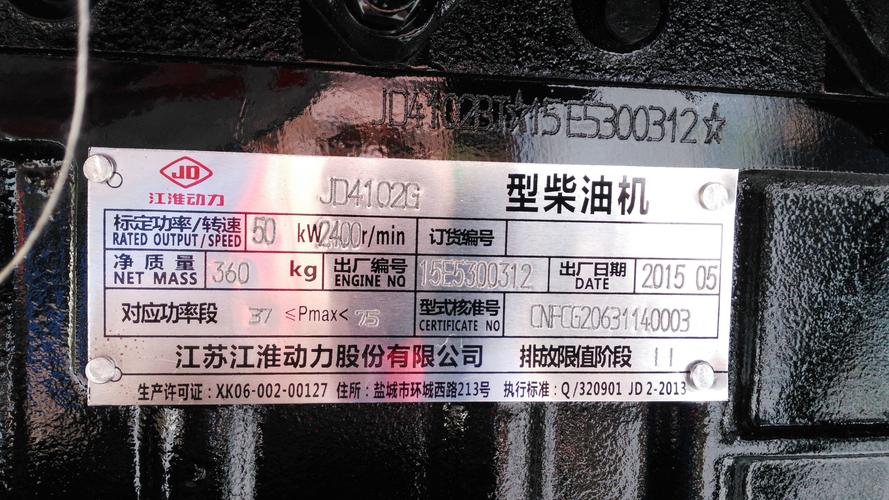 JD4102BT☆15E5300312☆
JD
江淮动力 JD4102G 型柴油机
标定功率/转速 50 kW 2400 r/min 订货编号
RATED OUTPUT/SPEED
净质量 360 kg 出厂编号 15E5300312 出厂日期 2015 05
NET MASS ENGINE NO DATE
对应功率段 37 ≤Pmax< 75 型式核准号 CNFCG20631140003
CERTIFICATE NO
江苏江淮动力股份有限公司 排放限值阶段 II
生产许可证：XK06-002-00127 住所：盐城市环城西路213号 执行标准：Q/320901 JD 2-2013